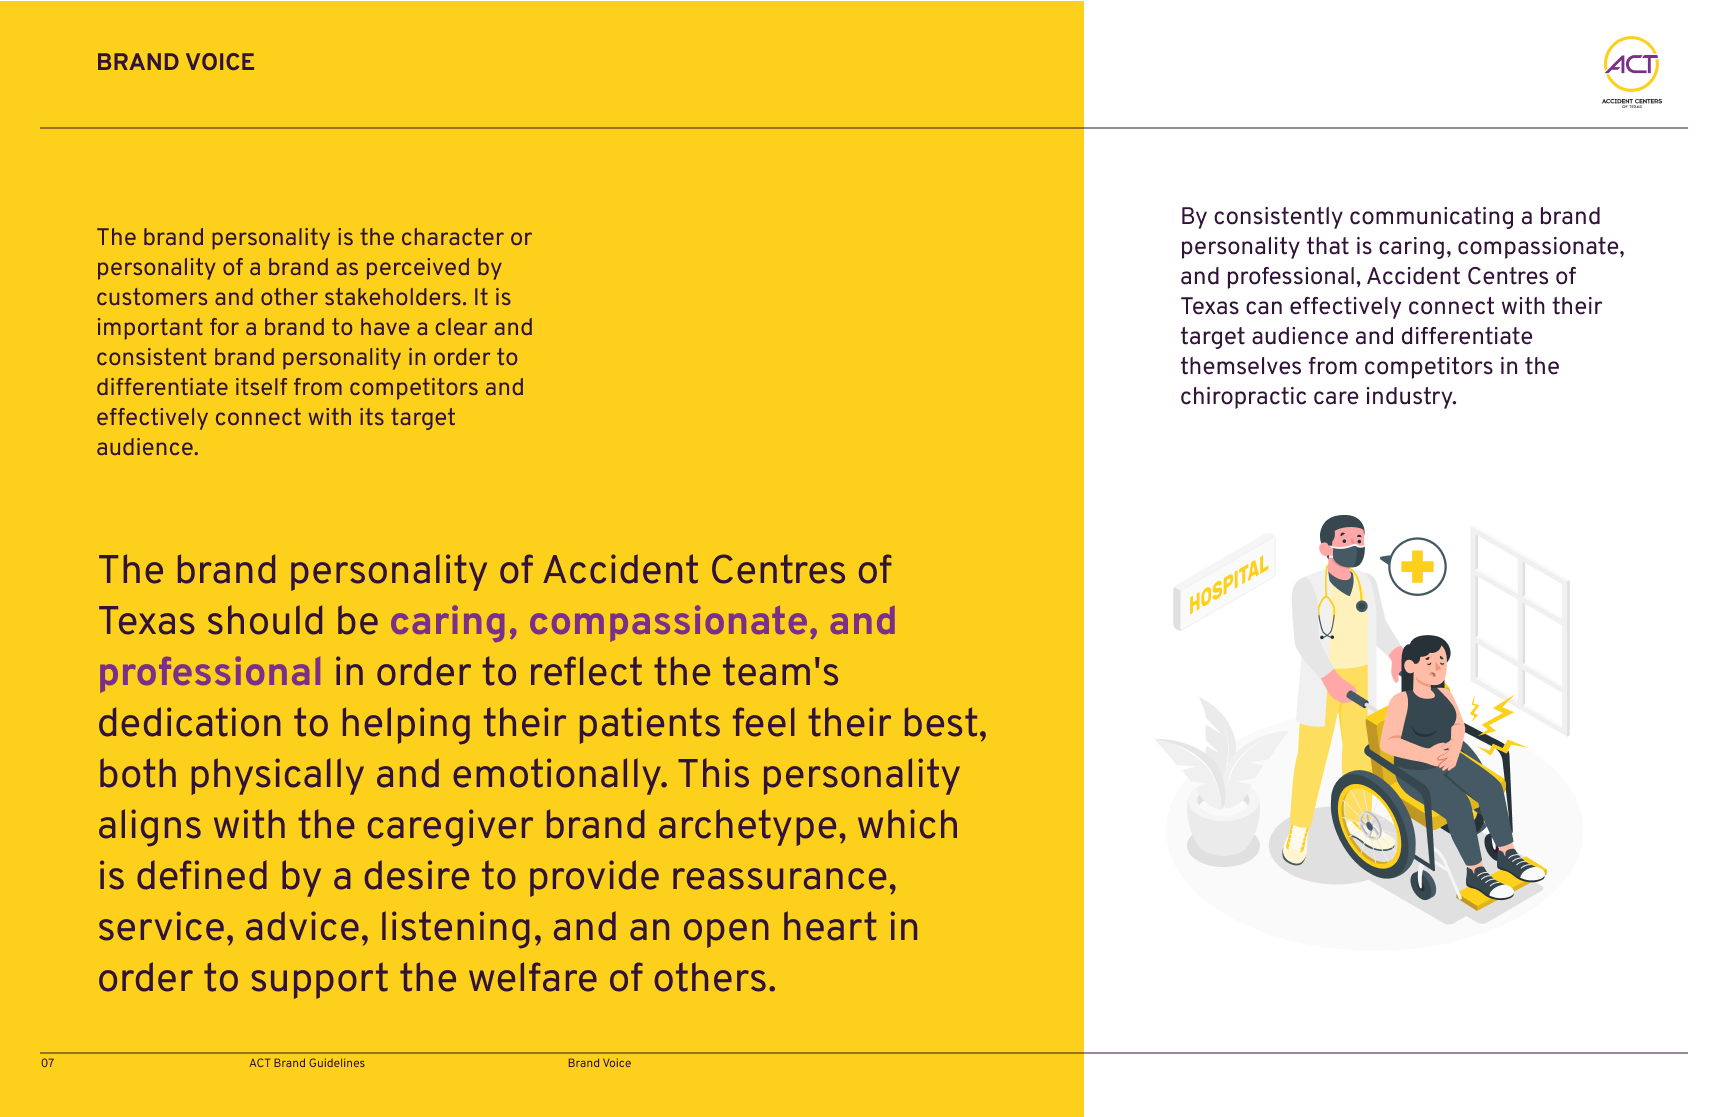 BRAND VOICE
ACT
ACCIDENT CENTERS
OF TEXAS
The brand personality is the character or
personality of a brand as perceived by
customers and other stakeholders. It is
important for a brand to have a clear and
consistent brand personality in order to
differentiate itself from competitors and
effectively connect with its target
audience.
The brand personality of Accident Centres of
Texas should be caring, compassionate, and
professional in order to reflect the team's
dedication to helping their patients feel their best,
both physically and emotionally. This personality
aligns with the caregiver brand archetype, which
is defined by a desire to provide reassurance,
service, advice, listening, and an open heart in
order to support the welfare of others.
By consistently communicating a brand
personality that is caring, compassionate,
and professional, Accident Centres of
Texas can effectively connect with their
target audience and differentiate
themselves from competitors in the
chiropractic care industry.
HOSPITAL
07
ACT Brand Guidelines
Brand Voice